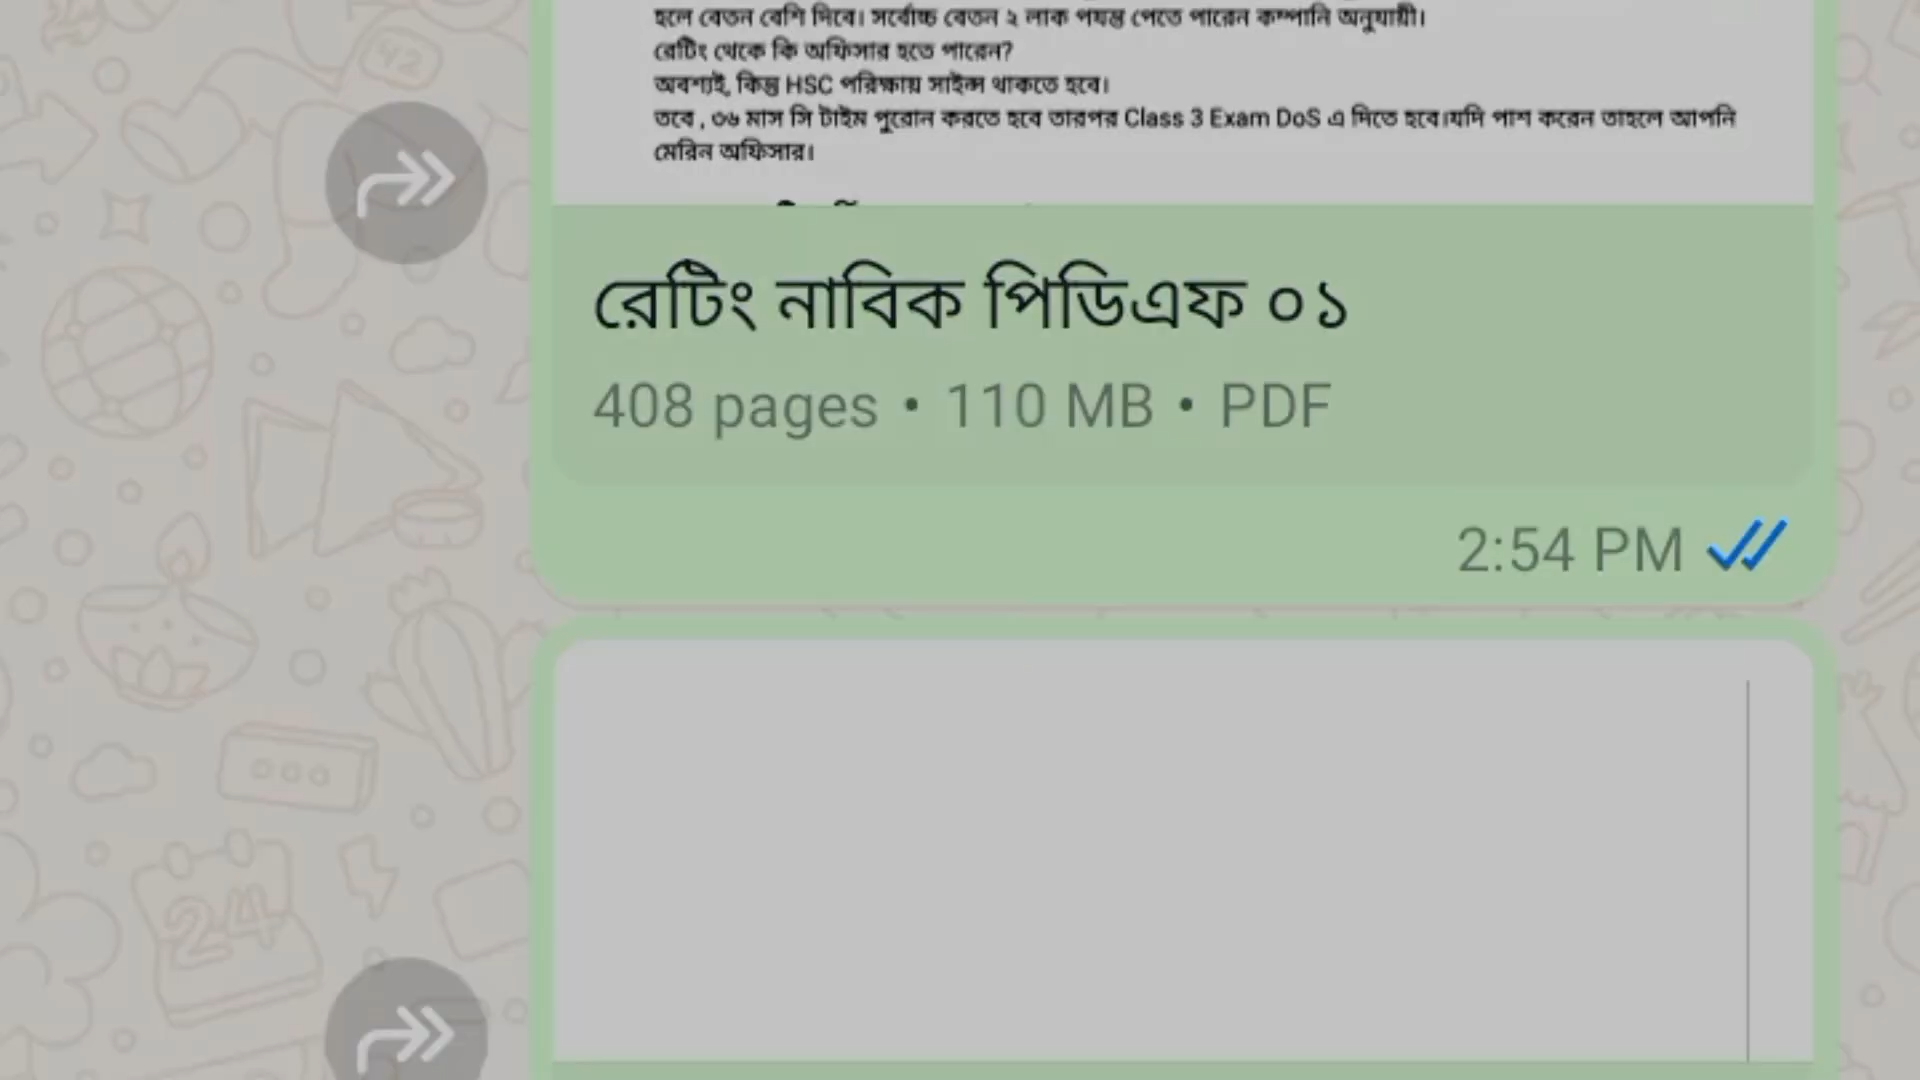 হলে বেতন বেশি দিবে। সর্বোচ্চ বেতন ২ লাক পযন্ত পেতে পারেন কম্পানি অনুযায়ী।
রেটিং থেকে কি অফিসার হতে পারেন?
অবশ্যই, কিন্তু HSC পরিক্ষায় সাইন্স থাকতে হবে।
তবে , ৩৬ মাস সি টাইম পুরোন করতে হবে তারপর Class 3 Exam DoS এ দিতে হবে।যদি পাশ করেন তাহলে আপনি
মেরিন অফিসার।
রেটিং নাবিক পিডিএফ ০১
408 pages • 110 MB • PDF
2:54 PM
24